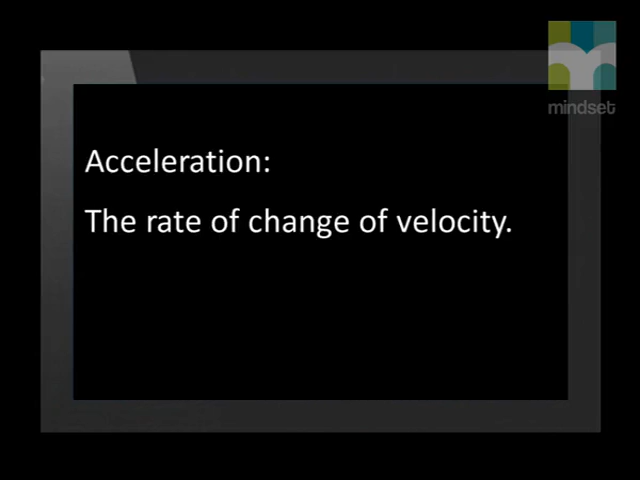 mindset
Acceleration:
The rate of change of velocity.